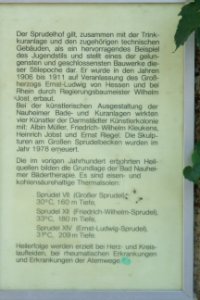 Der Sprudelhof gilt, zusammen mit der Trink-
kuranlage und den zugehörigen technischen
Gebäuden, als ein hervorragendes Beispiel
des Jugendstils und stellt eines der gelun-
gensten und geschlossensten Bauwerke die-
ser Stilepoche dar. Er wurde in den Jahren
1906 bis 1911 auf Veranlassung des Groß-
herzogs Ernst-Ludwig von Hessen und bei
Rhein durch Regierungsbaumeister Wilhelm
Jost, erbaut.
Bei der künstlerischen Ausgestaltung der
Nauheimer Bade- und Kuranlagen wirkten
vier Künstler der Darmstädter Künstlerkolonie
mit: Albin Müller, Friedrich-Wilhelm Kleukens,
Heinrich Jobst und Ernst Riegel. Die Skulp-
turen am Großen Sprudelbecken wurden im
Jahr 1978 erneuert.
Die im vorigen Jahrhundert erbohrten Heil-
quellen bilden die Grundlage der Bad Nauhei-
mer Bädertherapie. Es sind eisen- und
kohlensäurehaltige Thermalsolen:
Sprudel VII (Großer Sprudel),
30°C, 160 m Tiefe,
Sprudel XII (Friedrich-Wilhelm-Sprudel),
33°C, 180 m Tiefe,
Sprudel XIV (Ernst-Ludwig-Sprudel),
31°C, 209 m Tiefe.
Heilerfolge werden erzielt bei Herz- und Kreis-
laufleiden, bei rheumatischen Erkrankungen
und Erkrankungen der Atemwege.